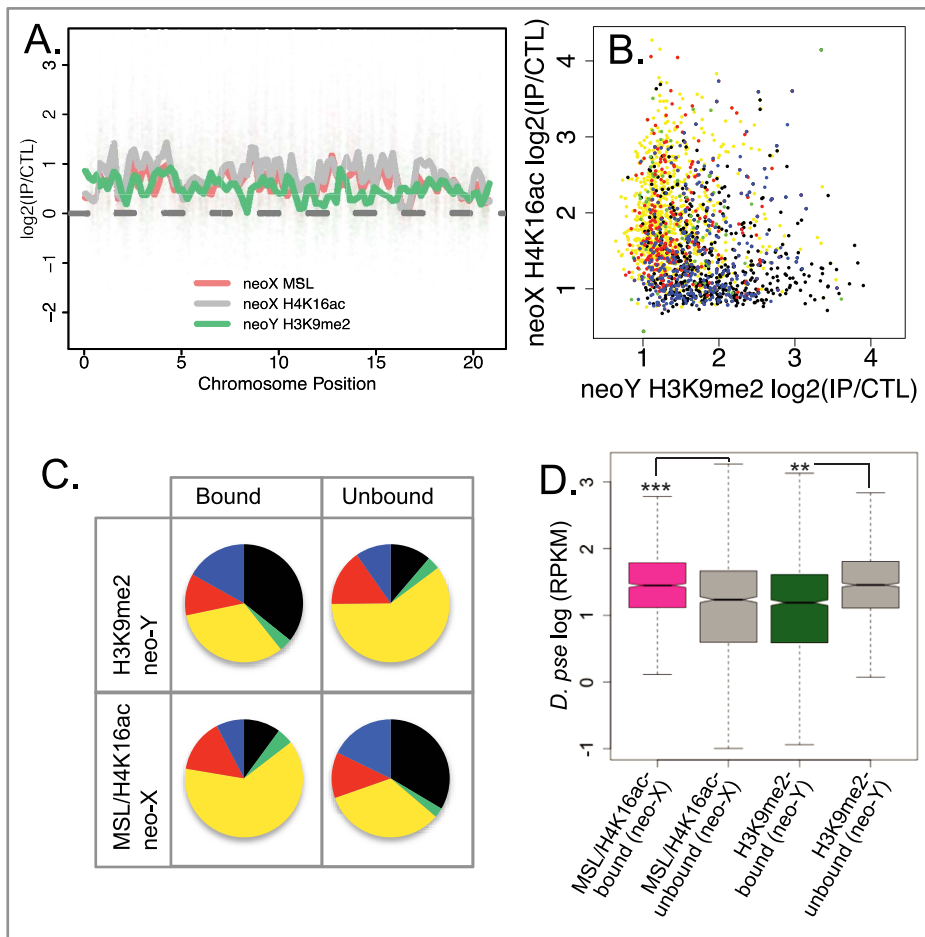 A.
3
2
1
0
−1
−2
log2(IP/CTL)
neoX MSL
neoX H4K16ac
neoY H3K9me2
0 5 10 15 20
Chromosome Position
B.
4
3
2
1
neoX H4K16ac log2(IP/CTL)
1 2 3 4
neoY H3K9me2 log2(IP/CTL)
C.
Bound Unbound
H3K9me2
neo-Y
MSL/H4K16ac
neo-X
D.
3
2
1
0
-1
D. pse log (RPKM)
***
**
MSL/H4K16ac-
bound (neo-X)
MSL/H4K16ac-
unbound (neo-X)
H3K9me2-
bound (neo-Y)
H3K9me2-
unbound (neo-Y)